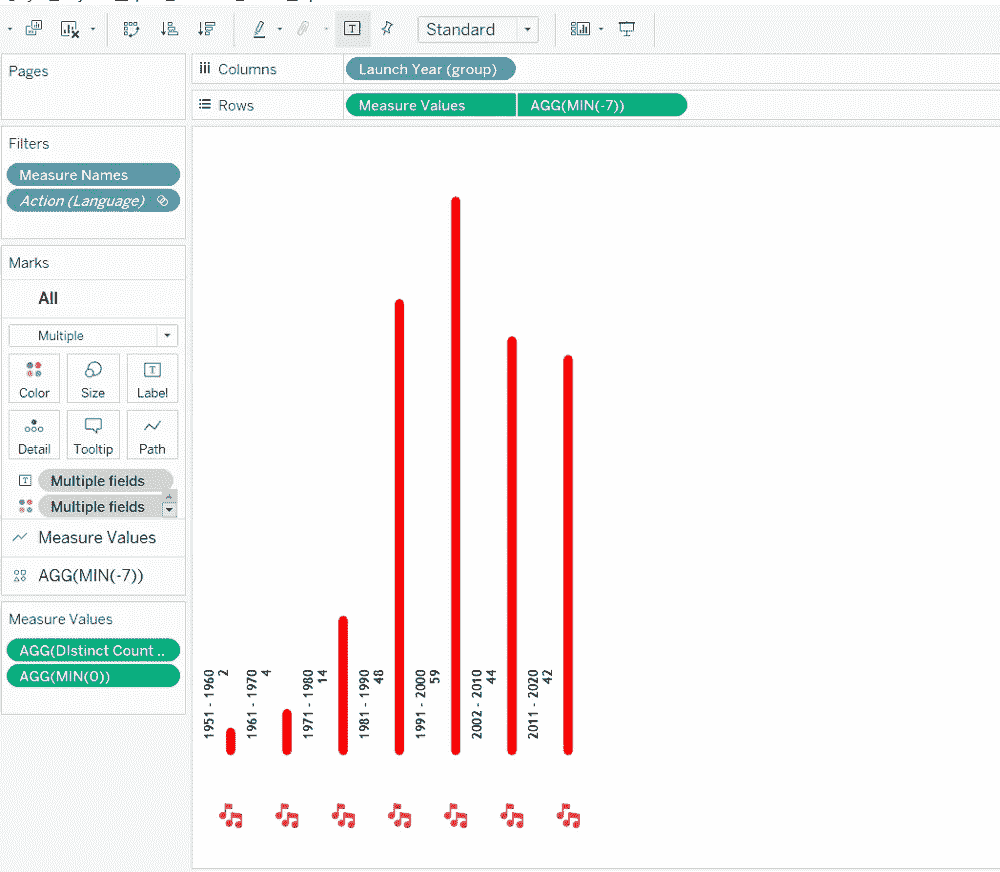 Standard
Pages
Columns
Launch Year (group)
Rows
Measure Values
AGG(MIN(-7))
Filters
Measure Names
Action (Language)
Marks
All
Multiple
Color
Size
Label
Detail
Tooltip
Path
Multiple fields
Multiple fields
Measure Values
AGG(MIN(-7))
Measure Values
AGG(DIstinct Count ..
AGG(MIN(0))
1951 - 1960
2
1961 - 1970
4
1971 - 1980
14
1981 - 1990
48
1991 - 2000
59
2002 - 2010
44
2011 - 2020
42